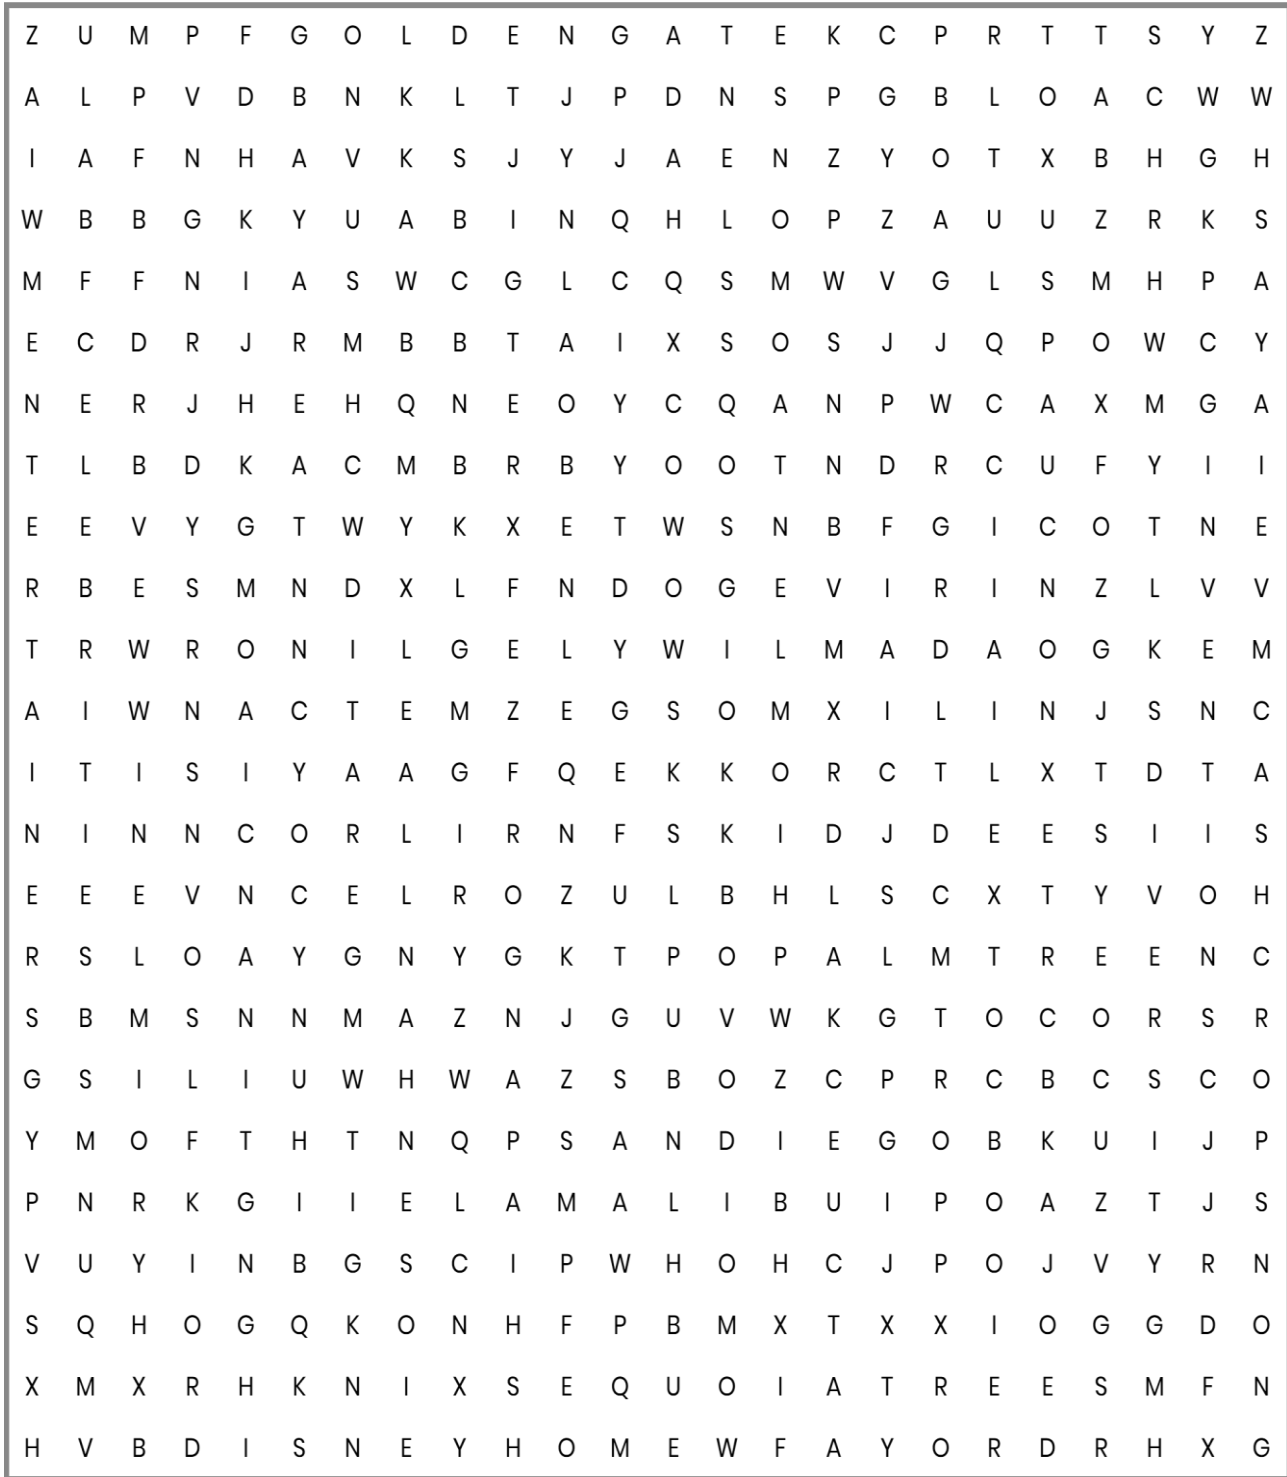 Z U M P F G O L D E N G A T E K C P R T T S Y Z
A L P V D B N K L T J P D N S P G B L O A C W W
I A F N H A V K S J Y J A E N Z Y O T X B H G H
W B B G K Y U A B I N Q H L O P Z A U U Z R K S
M F F N I A S W C G L C Q S M W V G L S M H P A
E C D R J R M B B T A I X S O S J J Q P O W C Y
N E R J H E H Q N E O Y C Q A N P W C A X M G A
T L B D K A C M B R B Y O O T N D R C U F Y I I
E E V Y G T W Y K X E T W S N B F G I C O T N E
R B E S M N D X L F N D O G E V I R I N Z L V V
T R W R O N I L G E L Y W I L M A D A O G K E M
A I W N A C T E M Z E G S O M X I L I N J S N C
I T I S I Y A A G F Q E K K O R C T L X T D T A
N I N N C O R L I R N F S K I D J D E E S I I S
E E E V N C E L R O Z U L B H L S C X T Y V O H
R S L O A Y G N Y G K T P O P A L M T R E E N C
S B M S N N M A Z N J G U V W K G T O C O R S R
G S I L I U W H W A Z S B O Z C P R C B C S C O
Y M O F T H T N Q P S A N D I E G O B K U I J P
P N R K G I I E L A M A L I B U I P O A Z T J S
V U Y I N B G S C I P W H O H C J P O J V Y R N
S Q H O G Q K O N H F P B M X T X X I O G G D O
X M X R H K N I X S E Q U O I A T R E E S M F N
H V B D I S N E Y H O M E W F A Y O R D R H X G